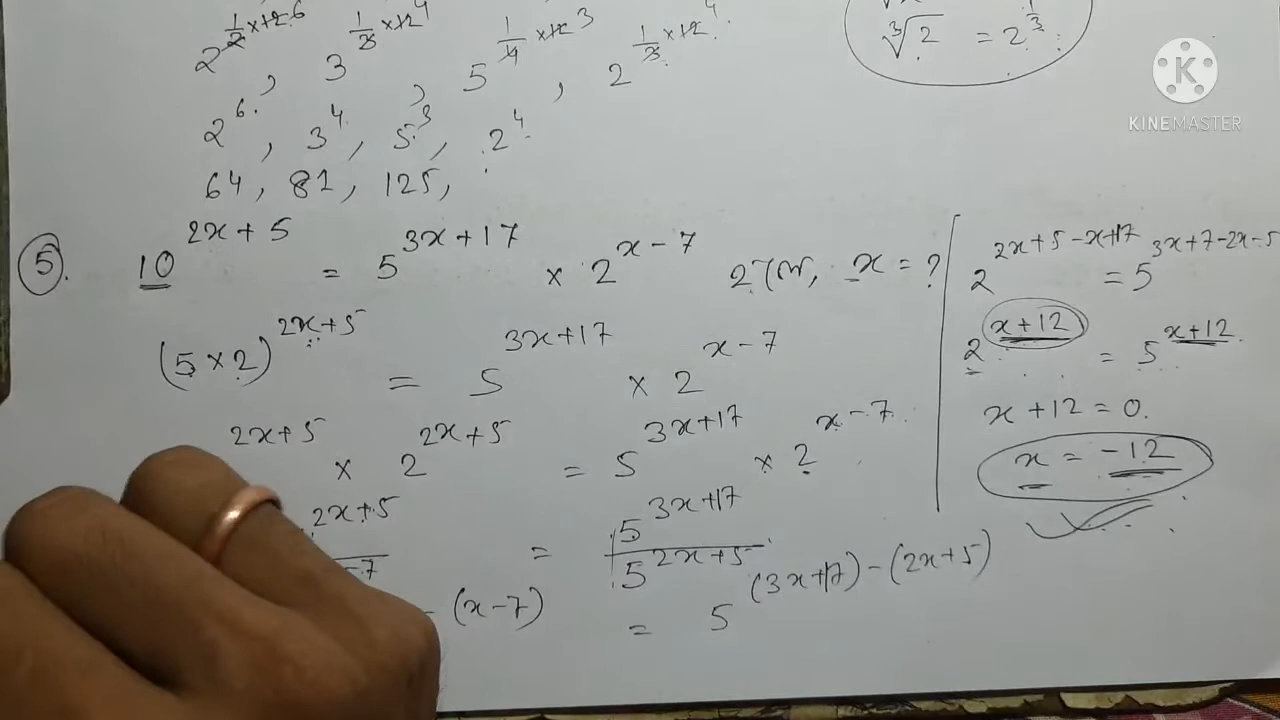 2^{1/2 × 12 6}, 3^{1/3 × 12 4}, 5^{1/4 × 12 3}, 2^{1/3 × 12 4}.
2^6, 3^4, 5^3, 2^4
64, 81, 125,
∛2 = 2^{1/3}
KINEMASTER
5. 10^{2x+5} = 5^{3x+17} × 2^{x-7} x = ?
(5×2)^{2x+5} = 5^{3x+17} × 2^{x-7}
2x+5 × 2^{2x+5} = 5^{3x+17} × 2^{x-7}
2x+5 / -7 = 5^{3x+17} / 5^{2x+5}
- (x-7) = 5^{(3x+17)-(2x+5)}
2^{2x+5-x+17} = 5^{3x+7-2x-5}
2^{x+12} = 5^{x+12}
x+12 = 0.
x = -12